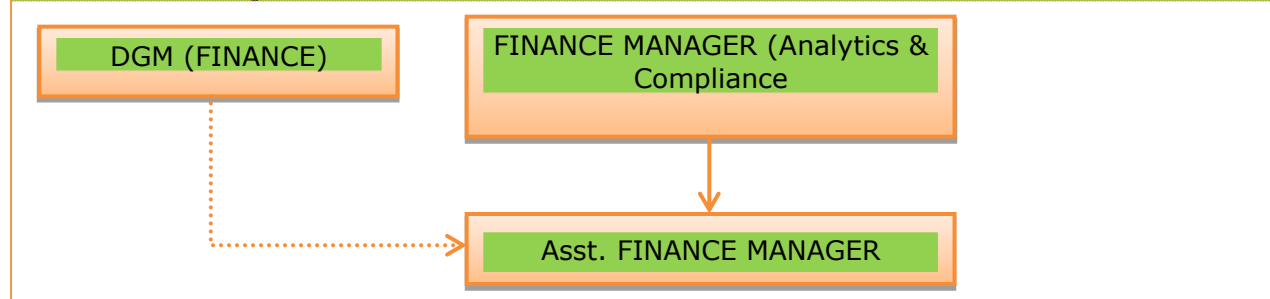 DGM (FINANCE)
FINANCE MANAGER (Analytics &
Compliance
Asst. FINANCE MANAGER